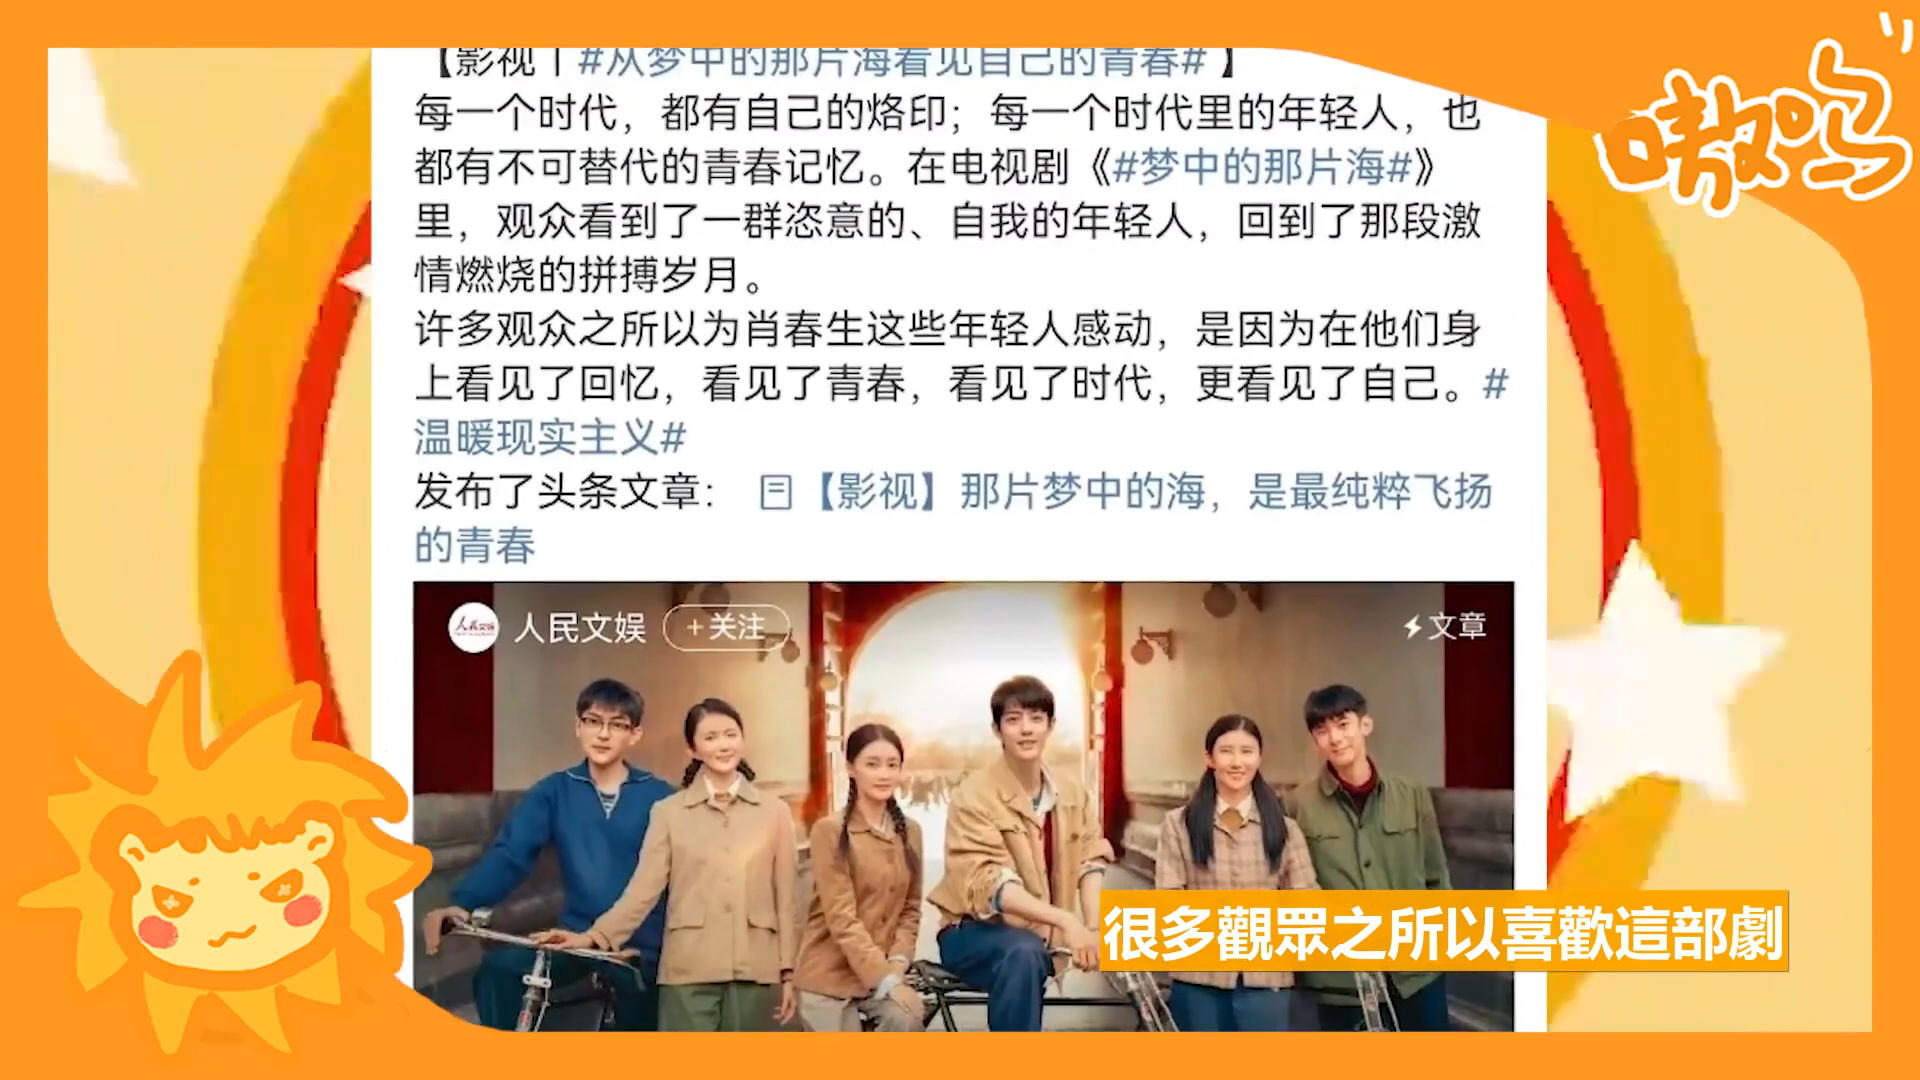 【影视丨#从梦中的那片海看见自己的青春#】
每一个时代，都有自己的烙印；每一个时代里的年轻人，也
都有不可替代的青春记忆。在电视剧《#梦中的那片海#》
里，观众看到了一群恣意的、自我的年轻人，回到了那段激
情燃烧的拼搏岁月。
许多观众之所以为肖春生这些年轻人感动，是因为在他们身
上看见了回忆，看见了青春，看见了时代，更看见了自己。#
温暖现实主义#
发布了头条文章： 【影视】那片梦中的海，是最纯粹飞扬
的青春
人民文娱 +关注 文章
很多觀眾之所以喜歡這部劇
嗷呜